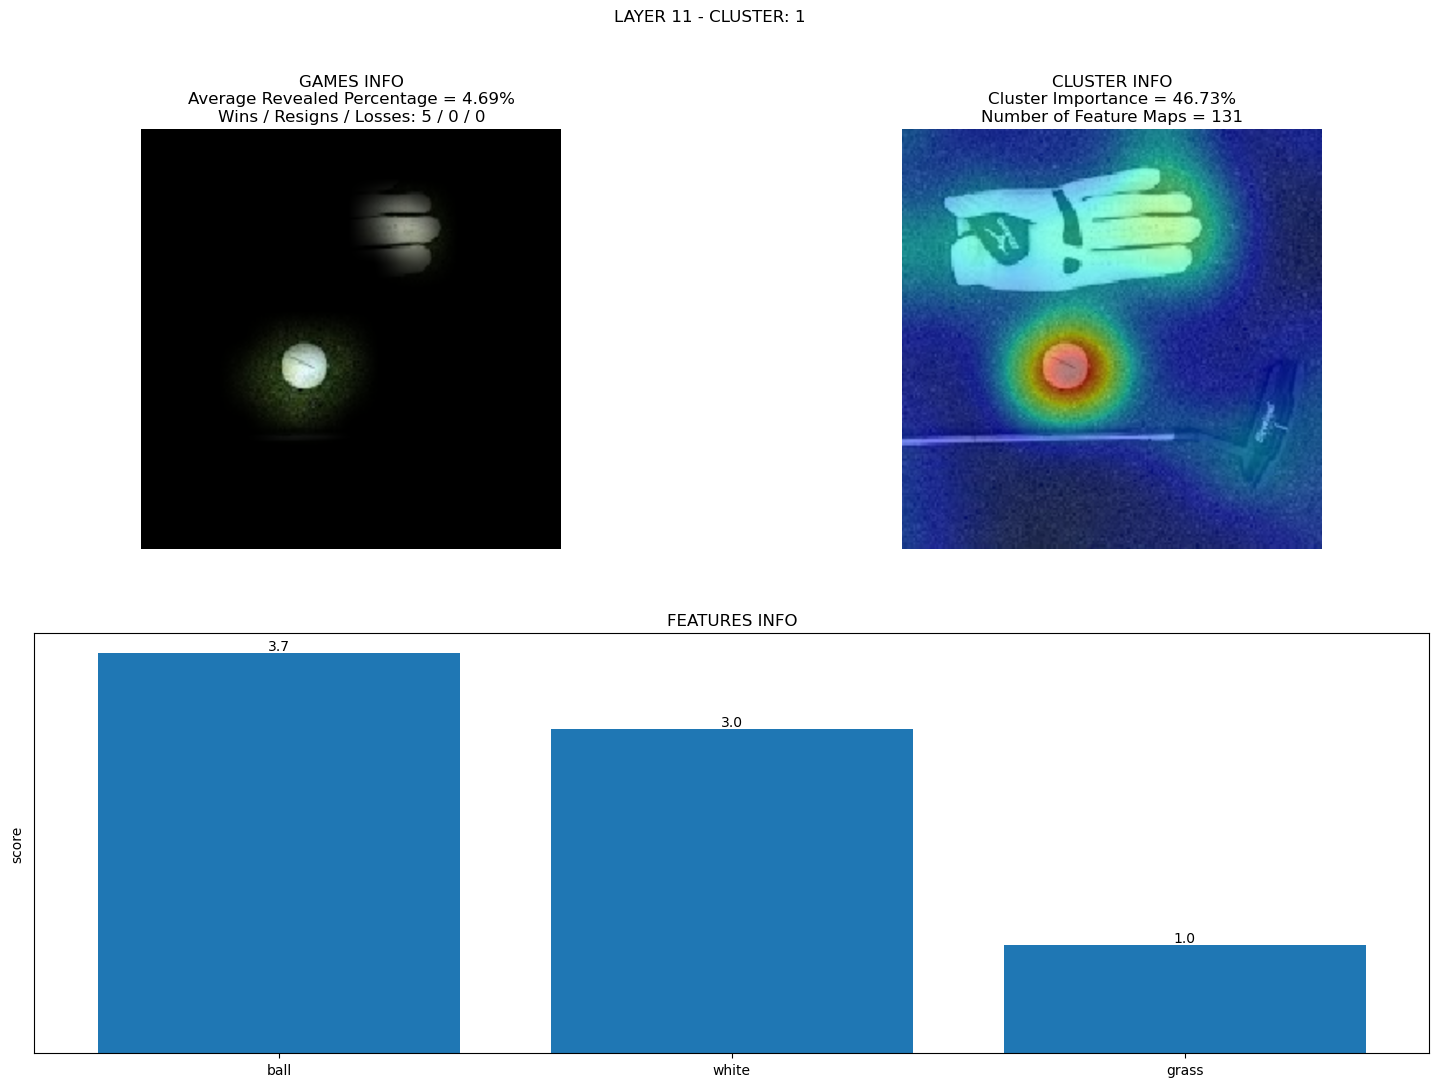 LAYER 11 - CLUSTER: 1
GAMES INFO
Average Revealed Percentage = 4.69%
Wins / Resigns / Losses: 5 / 0 / 0
CLUSTER INFO
Cluster Importance = 46.73%
Number of Feature Maps = 131
FEATURES INFO
3.7
3.0
1.0
score
ball
white
grass